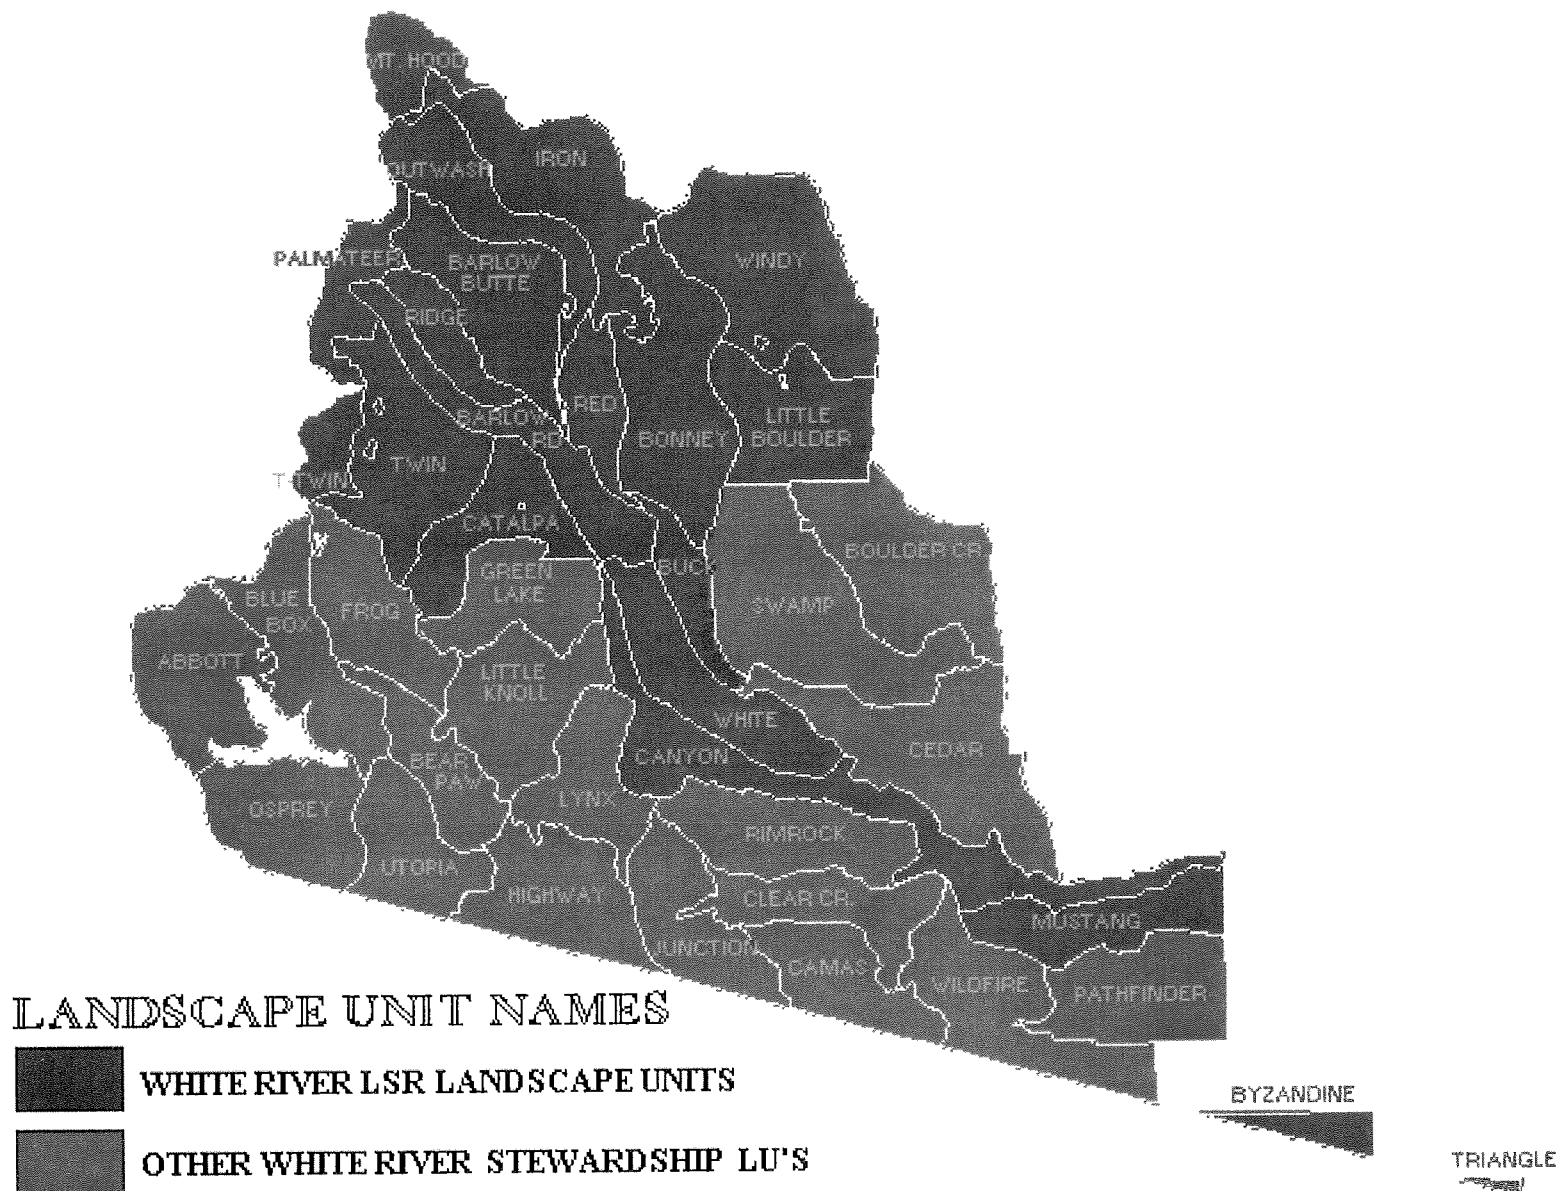 MT. HOOD
OUTWASH
IRON
PALMATEER
BARLOW
BUTTE
WINDY
RIDGE
BARLOW
RD
RED
BONNEY
LITTLE
BOULDER
TWIN
T-TWIN
CATALPA
BOULDER CR.
GREEN
LAKE
BUCK
BLUE
BOX
FROG
SWAMP
ABBOTT
LITTLE
KNOLL
WHITE
CANYON
CEDAR
BEAR
PAW
LYNX
OSPREY
RIMROCK
UTOPIA
HIGHWAY
CLEAR CR.
MUSTANG
JUNCTION
CAMAS
WILDFIRE
PATHFINDER
LANDSCAPE UNIT NAMES
WHITE RIVER LSR LANDSCAPE UNITS
OTHER WHITE RIVER STEWARDSHIP LU'S
BYZANDINE
TRIANGLE